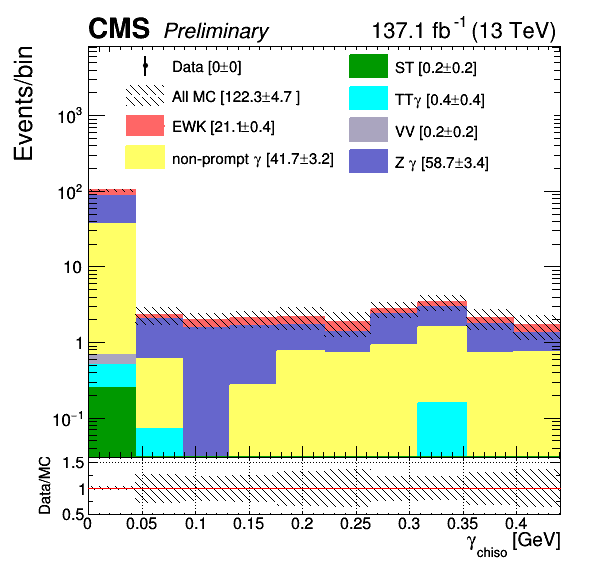 CMS Preliminary 137.1 fb⁻¹ (13 TeV)
Events/bin
Data [0±0]
All MC [122.3±4.7 ]
EWK [21.1±0.4]
non-prompt γ [41.7±3.2]
ST [0.2±0.2]
TTγ [0.4±0.4]
VV [0.2±0.2]
Z γ [58.7±3.4]
10³
10²
10
1
10⁻¹
Data/MC
1.5
1
0.5
0 0.05 0.1 0.15 0.2 0.25 0.3 0.35 0.4
γchiso [GeV]